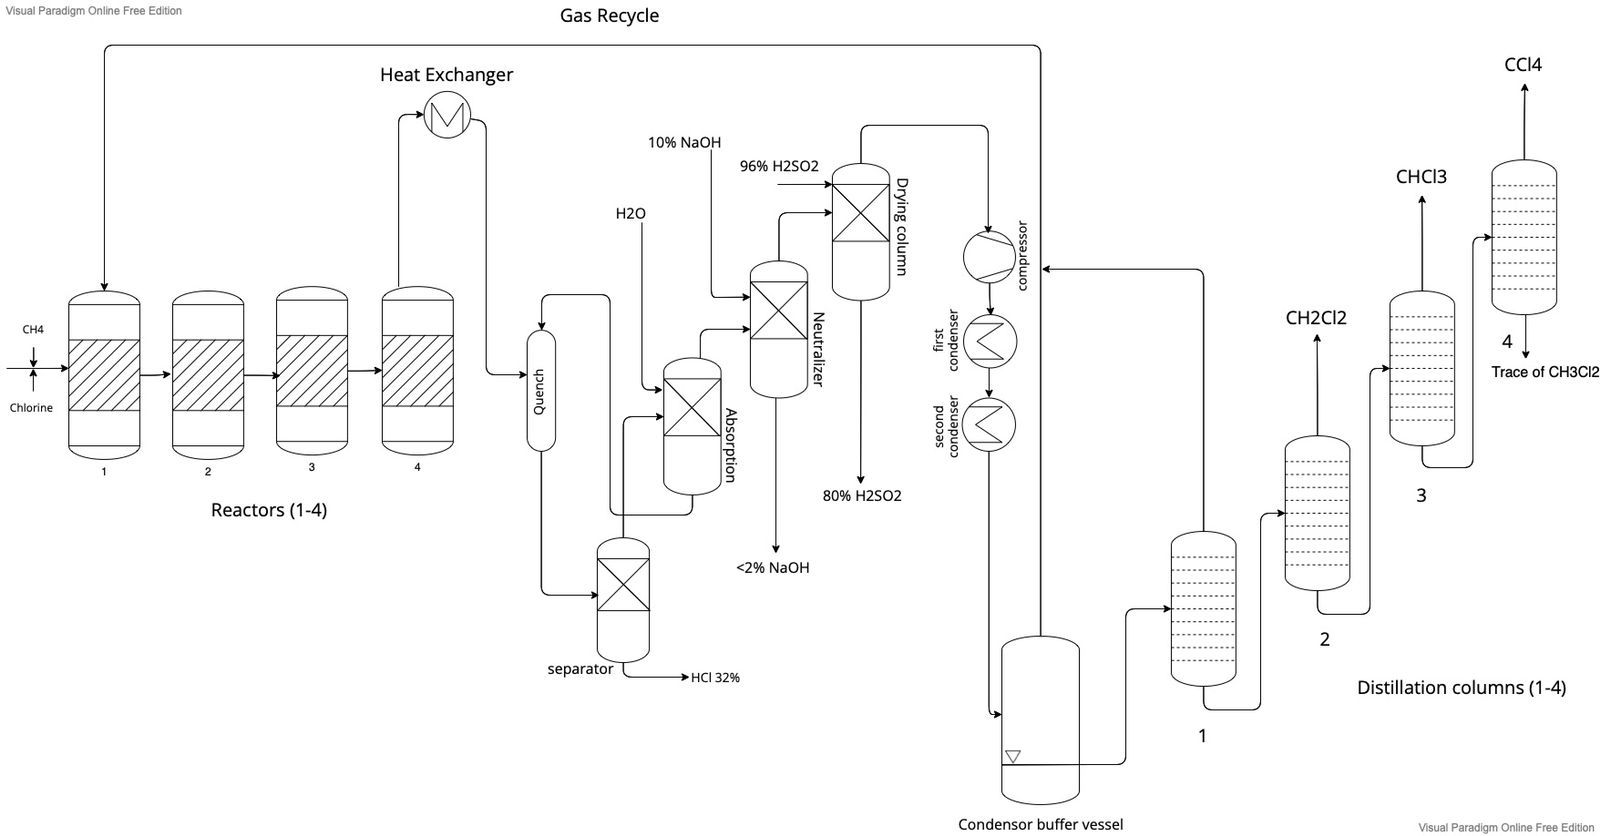 Visual Paradigm Online Free Edition
Gas Recycle
Heat Exchanger
CCl4
10% NaOH
96% H2SO2
CHCl3
H2O
Drying column
compressor
CH4
Chlorine
Quench
Absorption
Neutralizer
first
condenser
second
condenser
CH2Cl2
4
Trace of CH3Cl2
1
2
3
4
Reactors (1-4)
80% H2SO2
3
<2% NaOH
separator
HCl 32%
2
Distillation columns (1-4)
1
Condensor buffer vessel
Visual Paradigm Online Free Edition